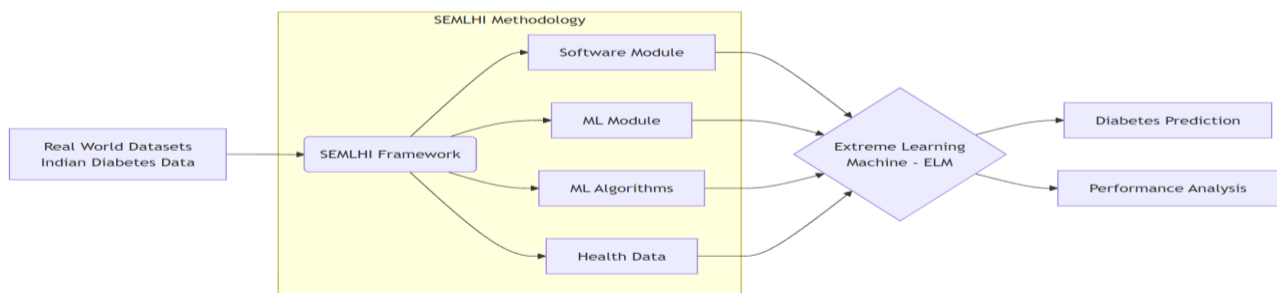 SEMLHI Methodology
Real World Datasets
Indian Diabetes Data
SEMLHI Framework
Software Module
ML Module
ML Algorithms
Health Data
Extreme Learning
Machine - ELM
Diabetes Prediction
Performance Analysis